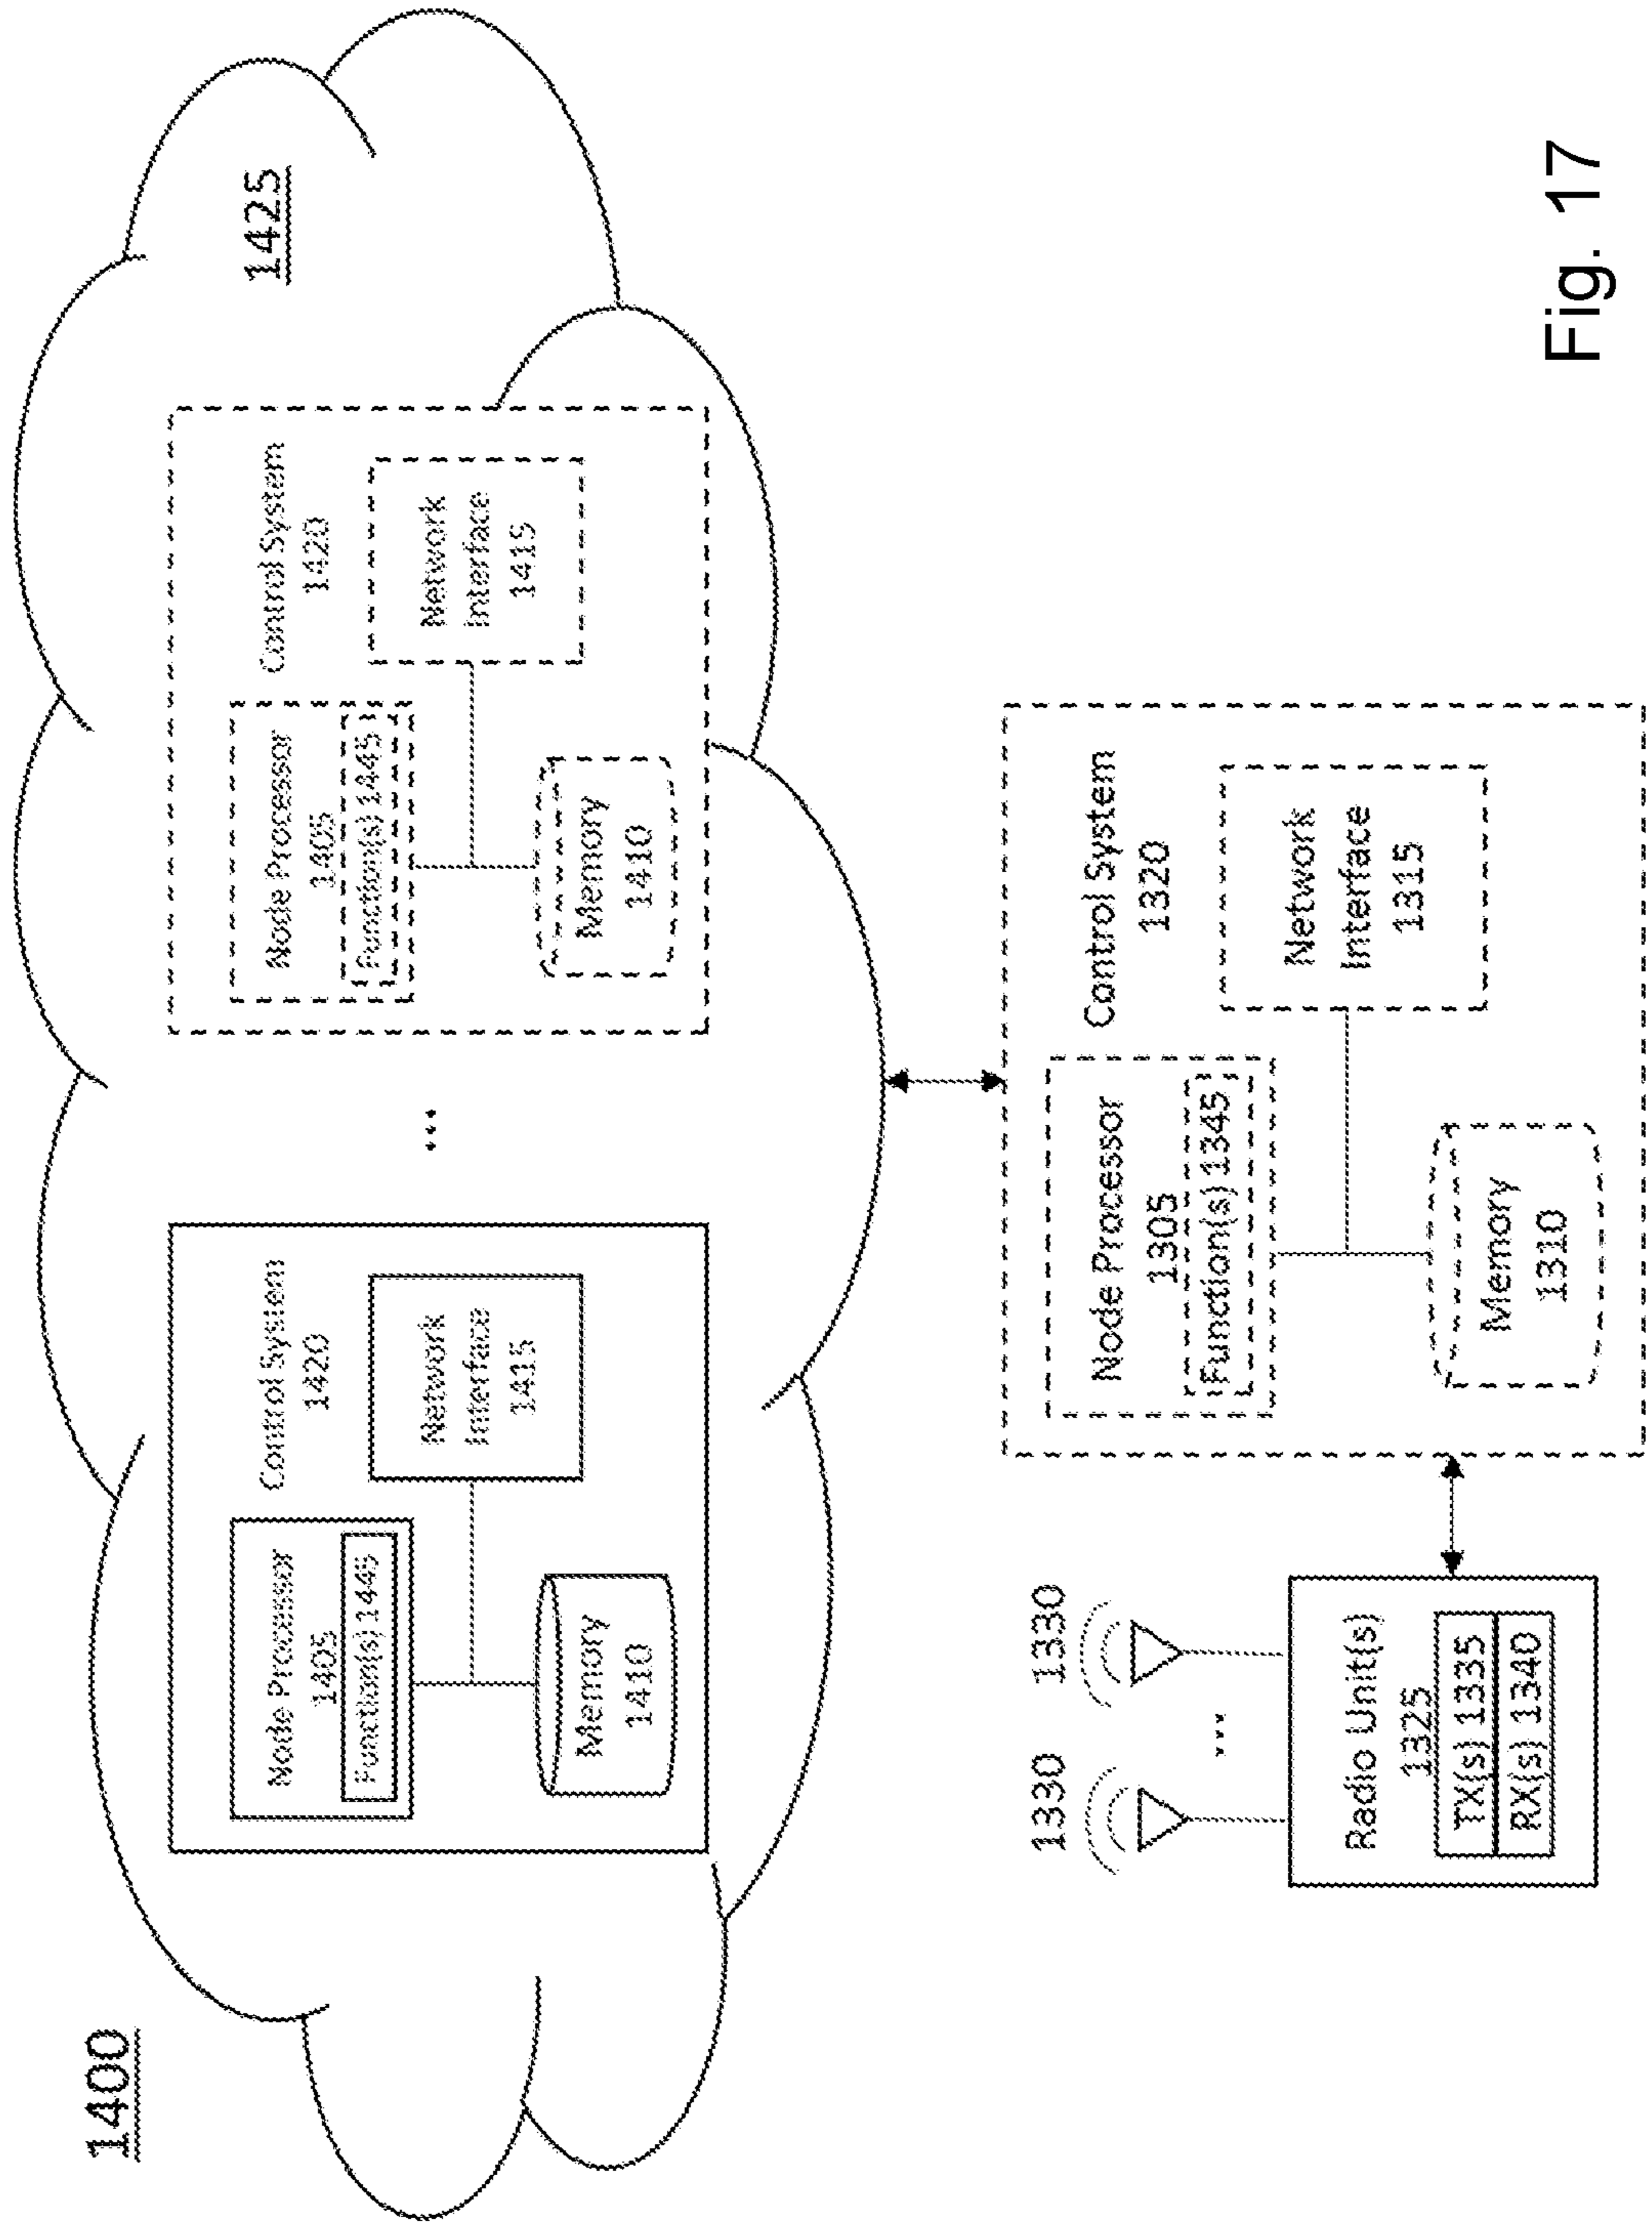 1400
1425
Control System
1420
Node Processor
1405
Function(s) 1445
Network
Interface
1415
Memory
1410
...
Control System
1420
Node Processor
1405
Function(s) 1445
Network
Interface
1415
Memory
1410
1330
...
1330
Radio Unit(s)
1325
TX(s) 1335
RX(s) 1340
Control System
1320
Node Processor
1305
Function(s) 1345
Network
Interface
1315
Memory
1310
Fig. 17